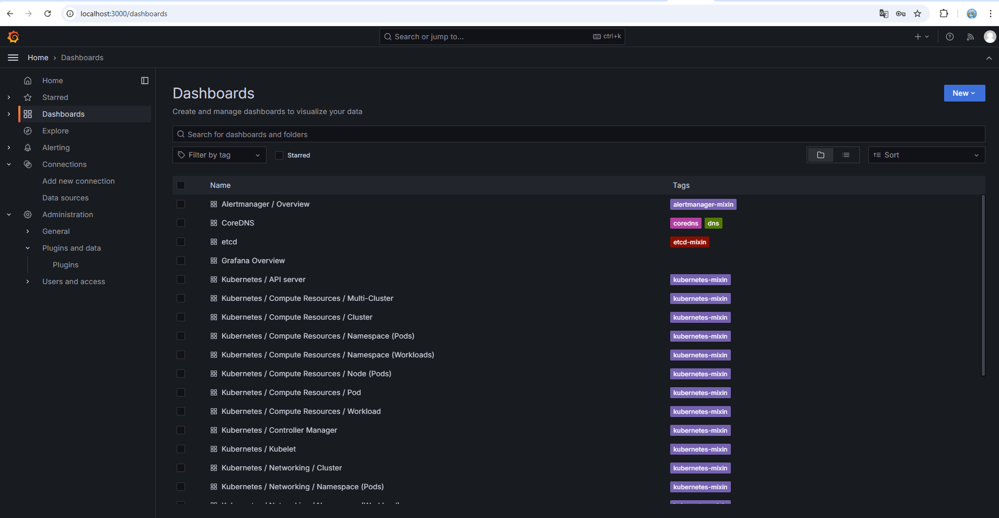 localhost:3000/dashboards
Search or jump to...
ctrl+k
Home › Dashboards
Home
Starred
Dashboards
Explore
Alerting
Connections
Add new connection
Data sources
Administration
General
Plugins and data
Plugins
Users and access
Dashboards
New
Create and manage dashboards to visualize your data
Search for dashboards and folders
Filter by tag
Starred
Sort
Name Tags
Alertmanager / Overview alertmanager-mixin
CoreDNS coredns dns
etcd etcd-mixin
Grafana Overview
Kubernetes / API server kubernetes-mixin
Kubernetes / Compute Resources / Multi-Cluster kubernetes-mixin
Kubernetes / Compute Resources / Cluster kubernetes-mixin
Kubernetes / Compute Resources / Namespace (Pods) kubernetes-mixin
Kubernetes / Compute Resources / Namespace (Workloads) kubernetes-mixin
Kubernetes / Compute Resources / Node (Pods) kubernetes-mixin
Kubernetes / Compute Resources / Pod kubernetes-mixin
Kubernetes / Compute Resources / Workload kubernetes-mixin
Kubernetes / Controller Manager kubernetes-mixin
Kubernetes / Kubelet kubernetes-mixin
Kubernetes / Networking / Cluster kubernetes-mixin
Kubernetes / Networking / Namespace (Pods) kubernetes-mixin